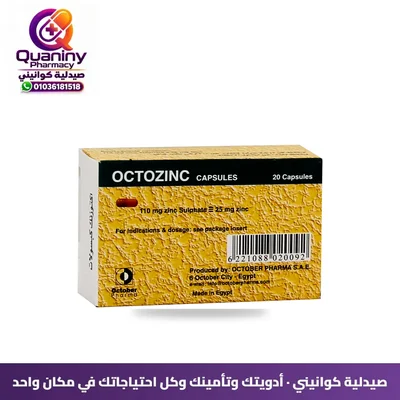 Quaniny
Pharmacy
صيدلية كوانيني
01036181518
OCTOZINC CAPSULES
20 Capsules
110 mg zinc Sulphate ≡ 25 mg zinc
For indications & dosage: see package insert
6 221088 020092
Produced by: OCTOBER PHARMA S.A.E.
6 October City - Egypt
Made in Egypt
October
Pharma
صيدلية كوانيني - أدويتك وتأمينك وكل احتياجاتك في مكان واحد